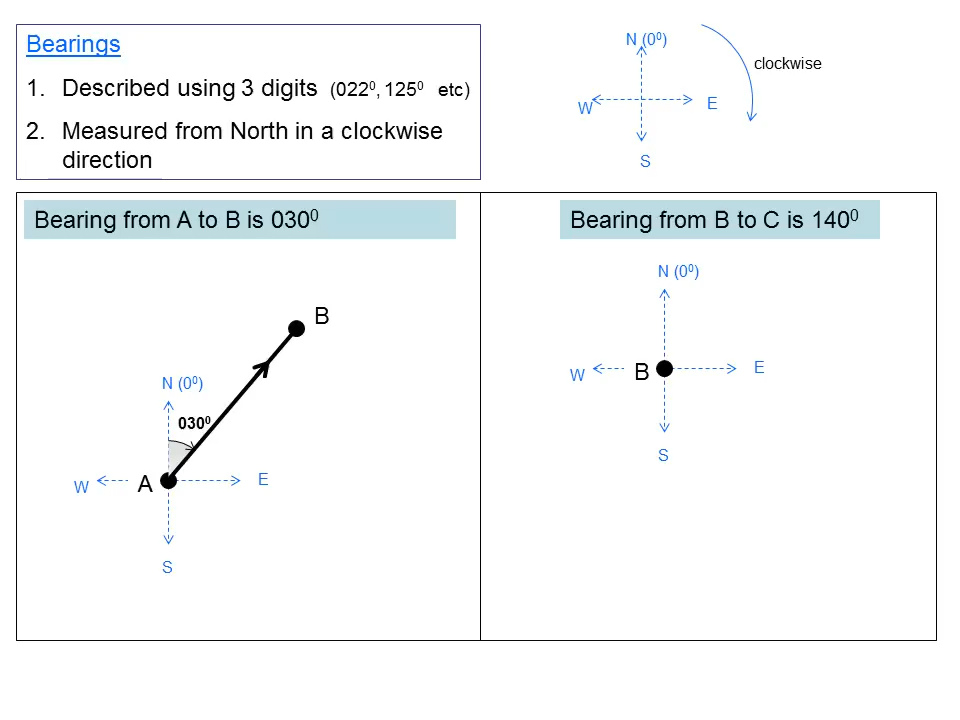 Bearings
1. Described using 3 digits (022⁰, 125⁰ etc)
2. Measured from North in a clockwise
direction
N (0⁰)
clockwise
W
E
S
Bearing from A to B is 030⁰
B
N (0⁰)
030⁰
A
W
E
S
Bearing from B to C is 140⁰
N (0⁰)
W
B
E
S